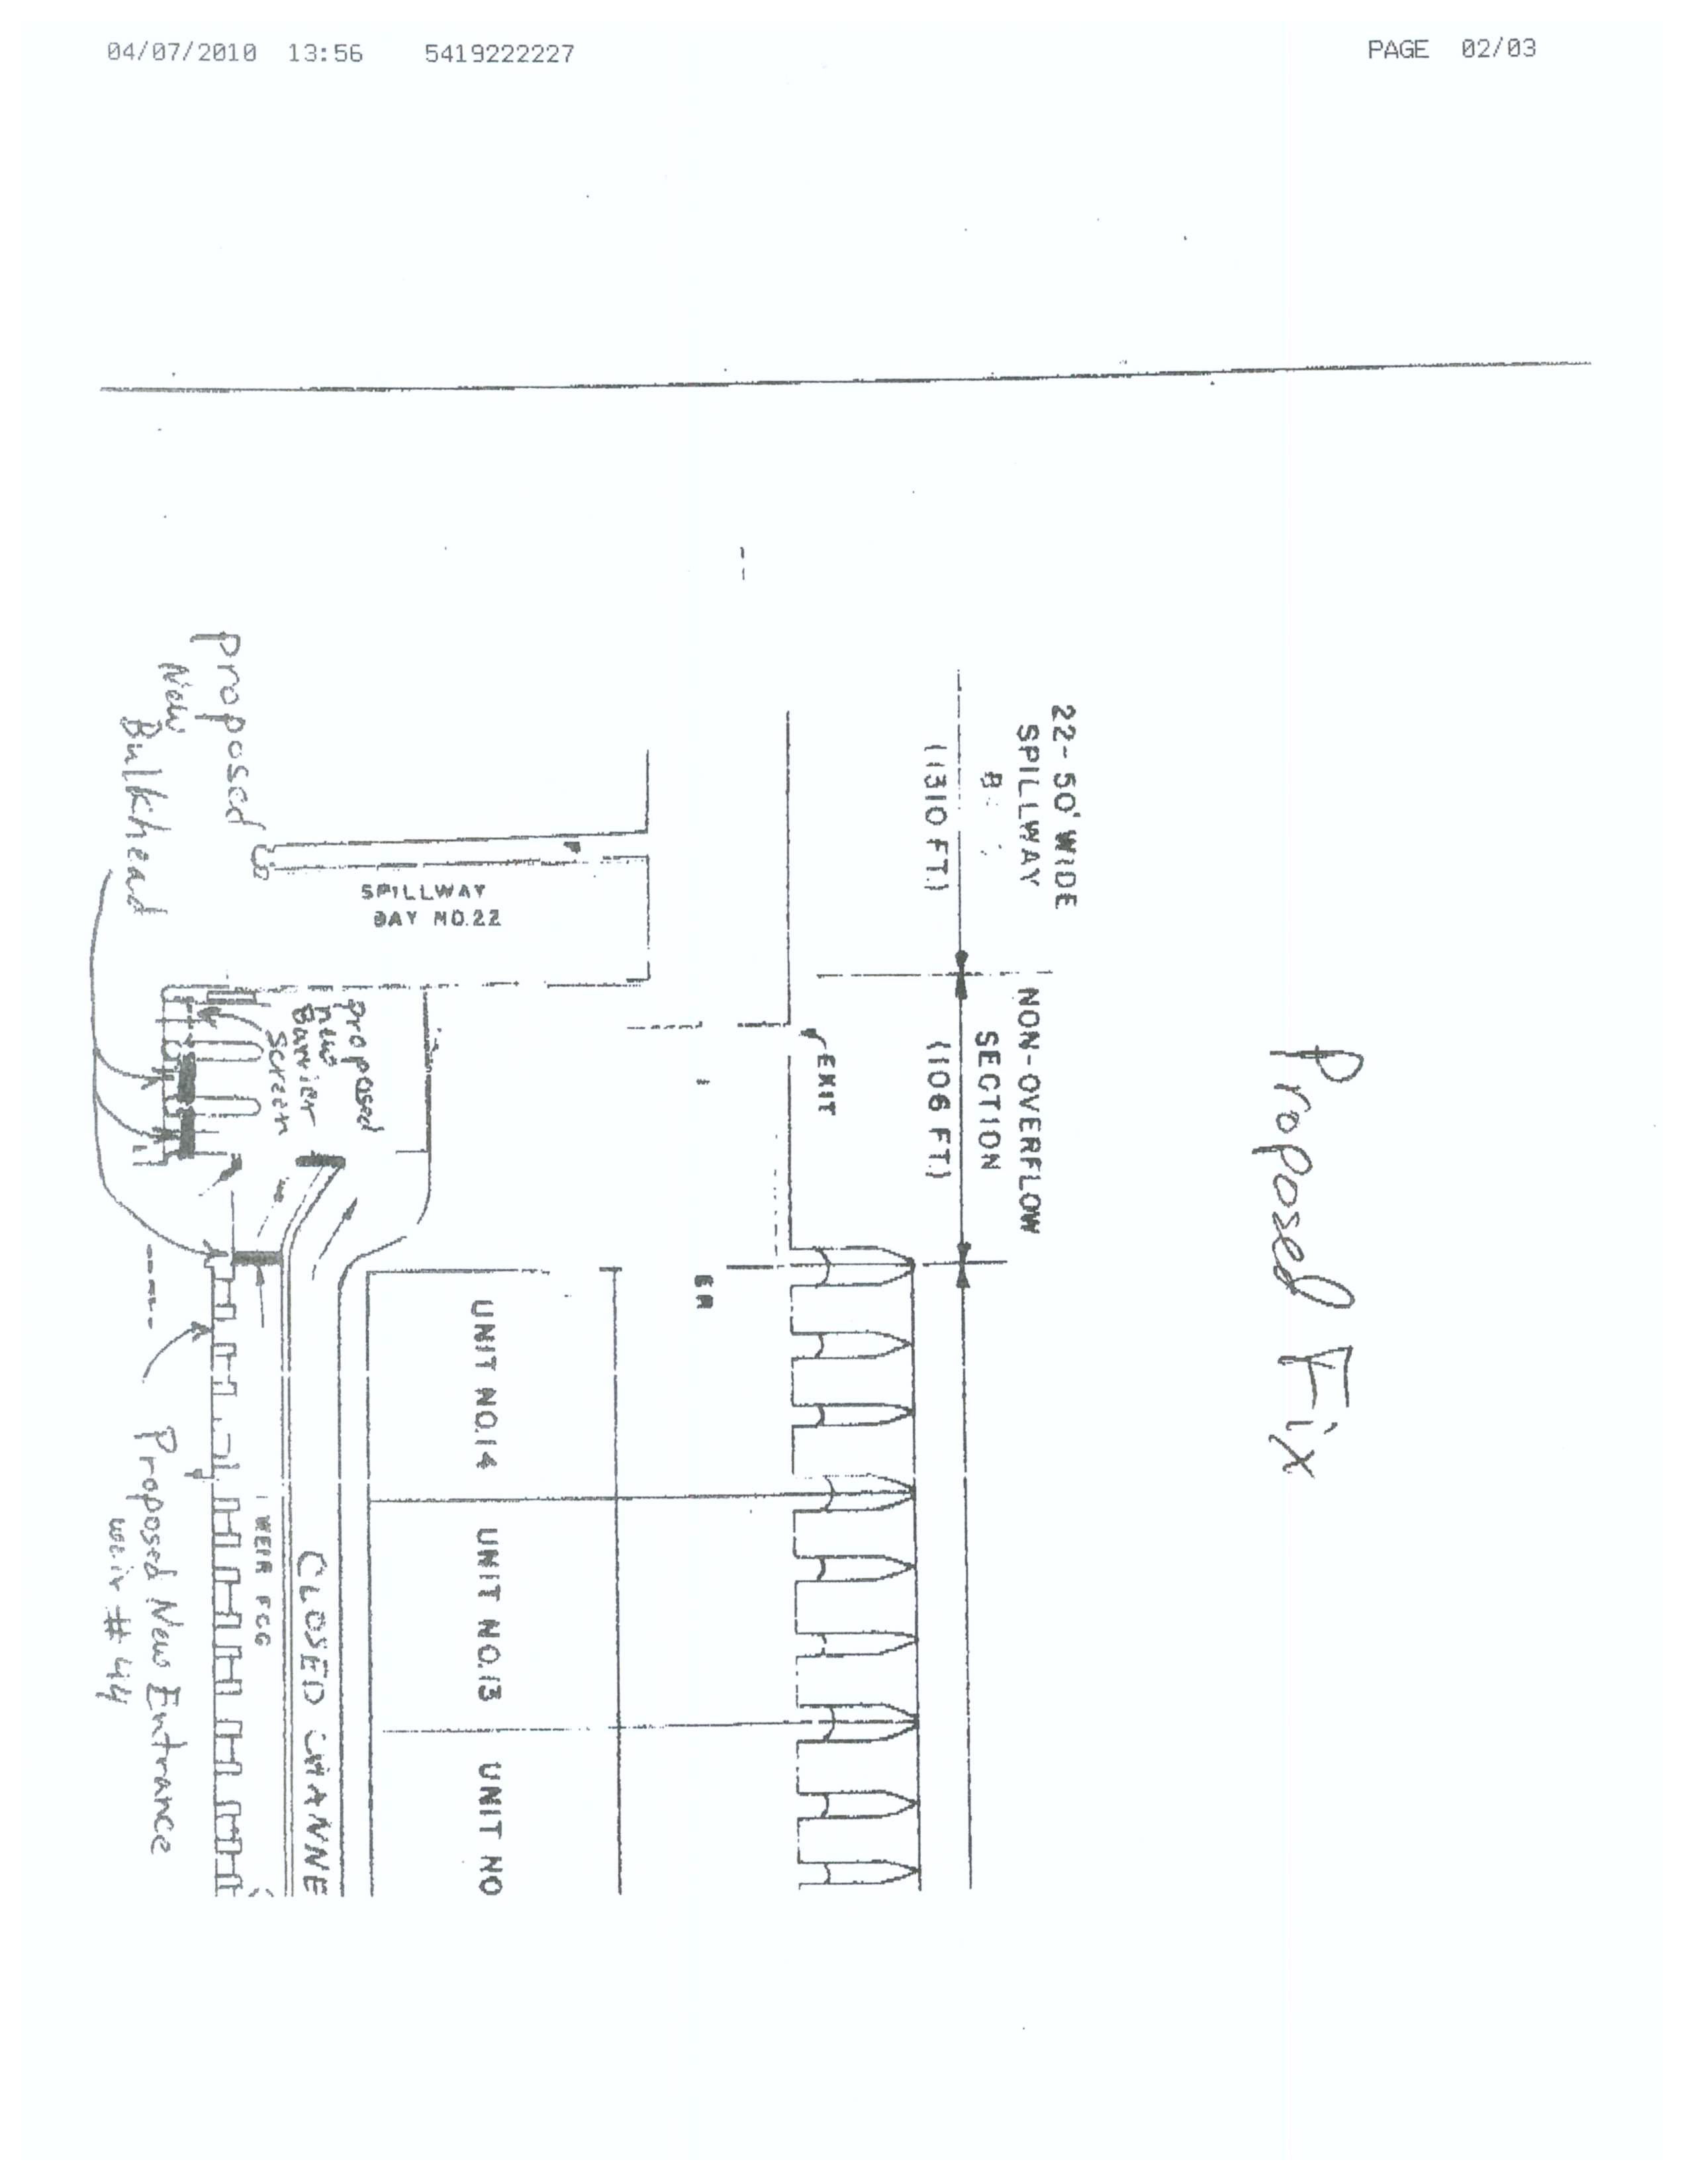 04/07/2010 13:56 5419222227 PAGE 02/03
Proposed Fix
22-50' WIDE
SPILLWAY
(1310 FT.)
NON-OVERFLOW
SECTION
(106 FT.)
EXIT
SPILLWAY
BAY NO.22
UNIT NO.14
UNIT NO.13
UNIT NO
Proposed
new
Barrier
Screen
CLOSED CHANNE
WEIR
Proposed
New
Bulkhead
Proposed New Entrance
weir # 44